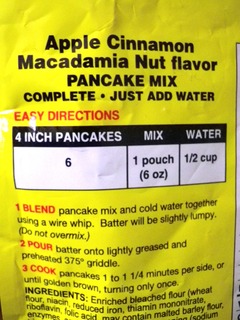 Apple Cinnamon
Macadamia Nut flavor
PANCAKE MIX
COMPLETE • JUST ADD WATER
EASY DIRECTIONS
4 INCH PANCAKES MIX WATER
6 1 pouch 1/2 cup
(6 oz)
1 BLEND pancake mix and cold water together
using a wire whip. Batter will be slightly lumpy.
(Do not overmix.)
2 POUR batter onto lightly greased and
preheated 375° griddle.
3 COOK pancakes 1 to 1 1/4 minutes per side, or
until golden brown, turning only once.
INGREDIENTS: Enriched bleached flour (wheat
flour, niacin, reduced iron, thiamin mononitrate,
riboflavin, folic acid, may contain malted barley flour,
enzymes,